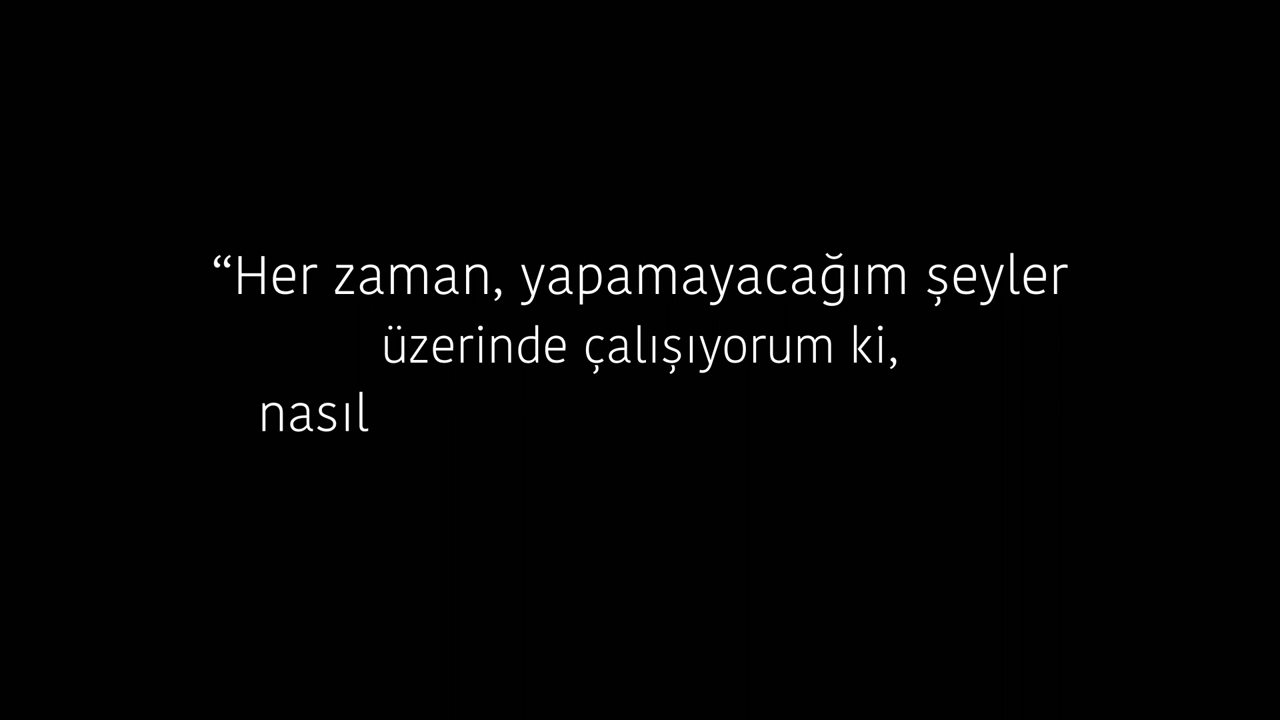 “Her zaman, yapamayacağım şeyler
üzerinde çalışıyorum ki,
nasıl